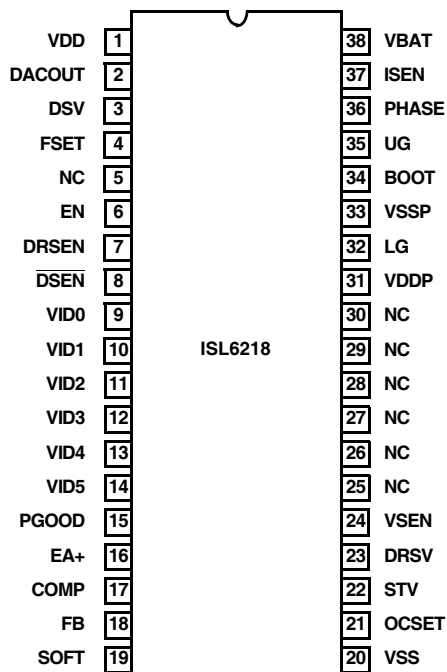 VDD 1 38 VBAT
DACOUT 2 37 ISEN
DSV 3 36 PHASE
FSET 4 35 UG
NC 5 34 BOOT
EN 6 33 VSSP
DRSEN 7 32 LG
DSEN 8 31 VDDP
VID0 9 30 NC
VID1 10 ISL6218 29 NC
VID2 11 28 NC
VID3 12 27 NC
VID4 13 26 NC
VID5 14 25 NC
PGOOD 15 24 VSEN
EA+ 16 23 DRSV
COMP 17 22 STV
FB 18 21 OCSET
SOFT 19 20 VSS